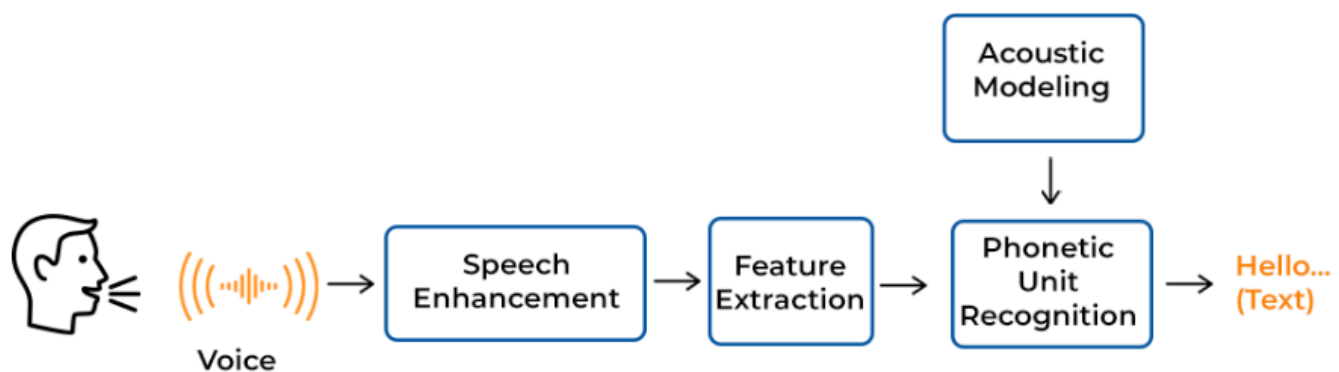 Acoustic
Modeling
Voice
Speech
Enhancement
Feature
Extraction
Phonetic
Unit
Recognition
Hello...
(Text)